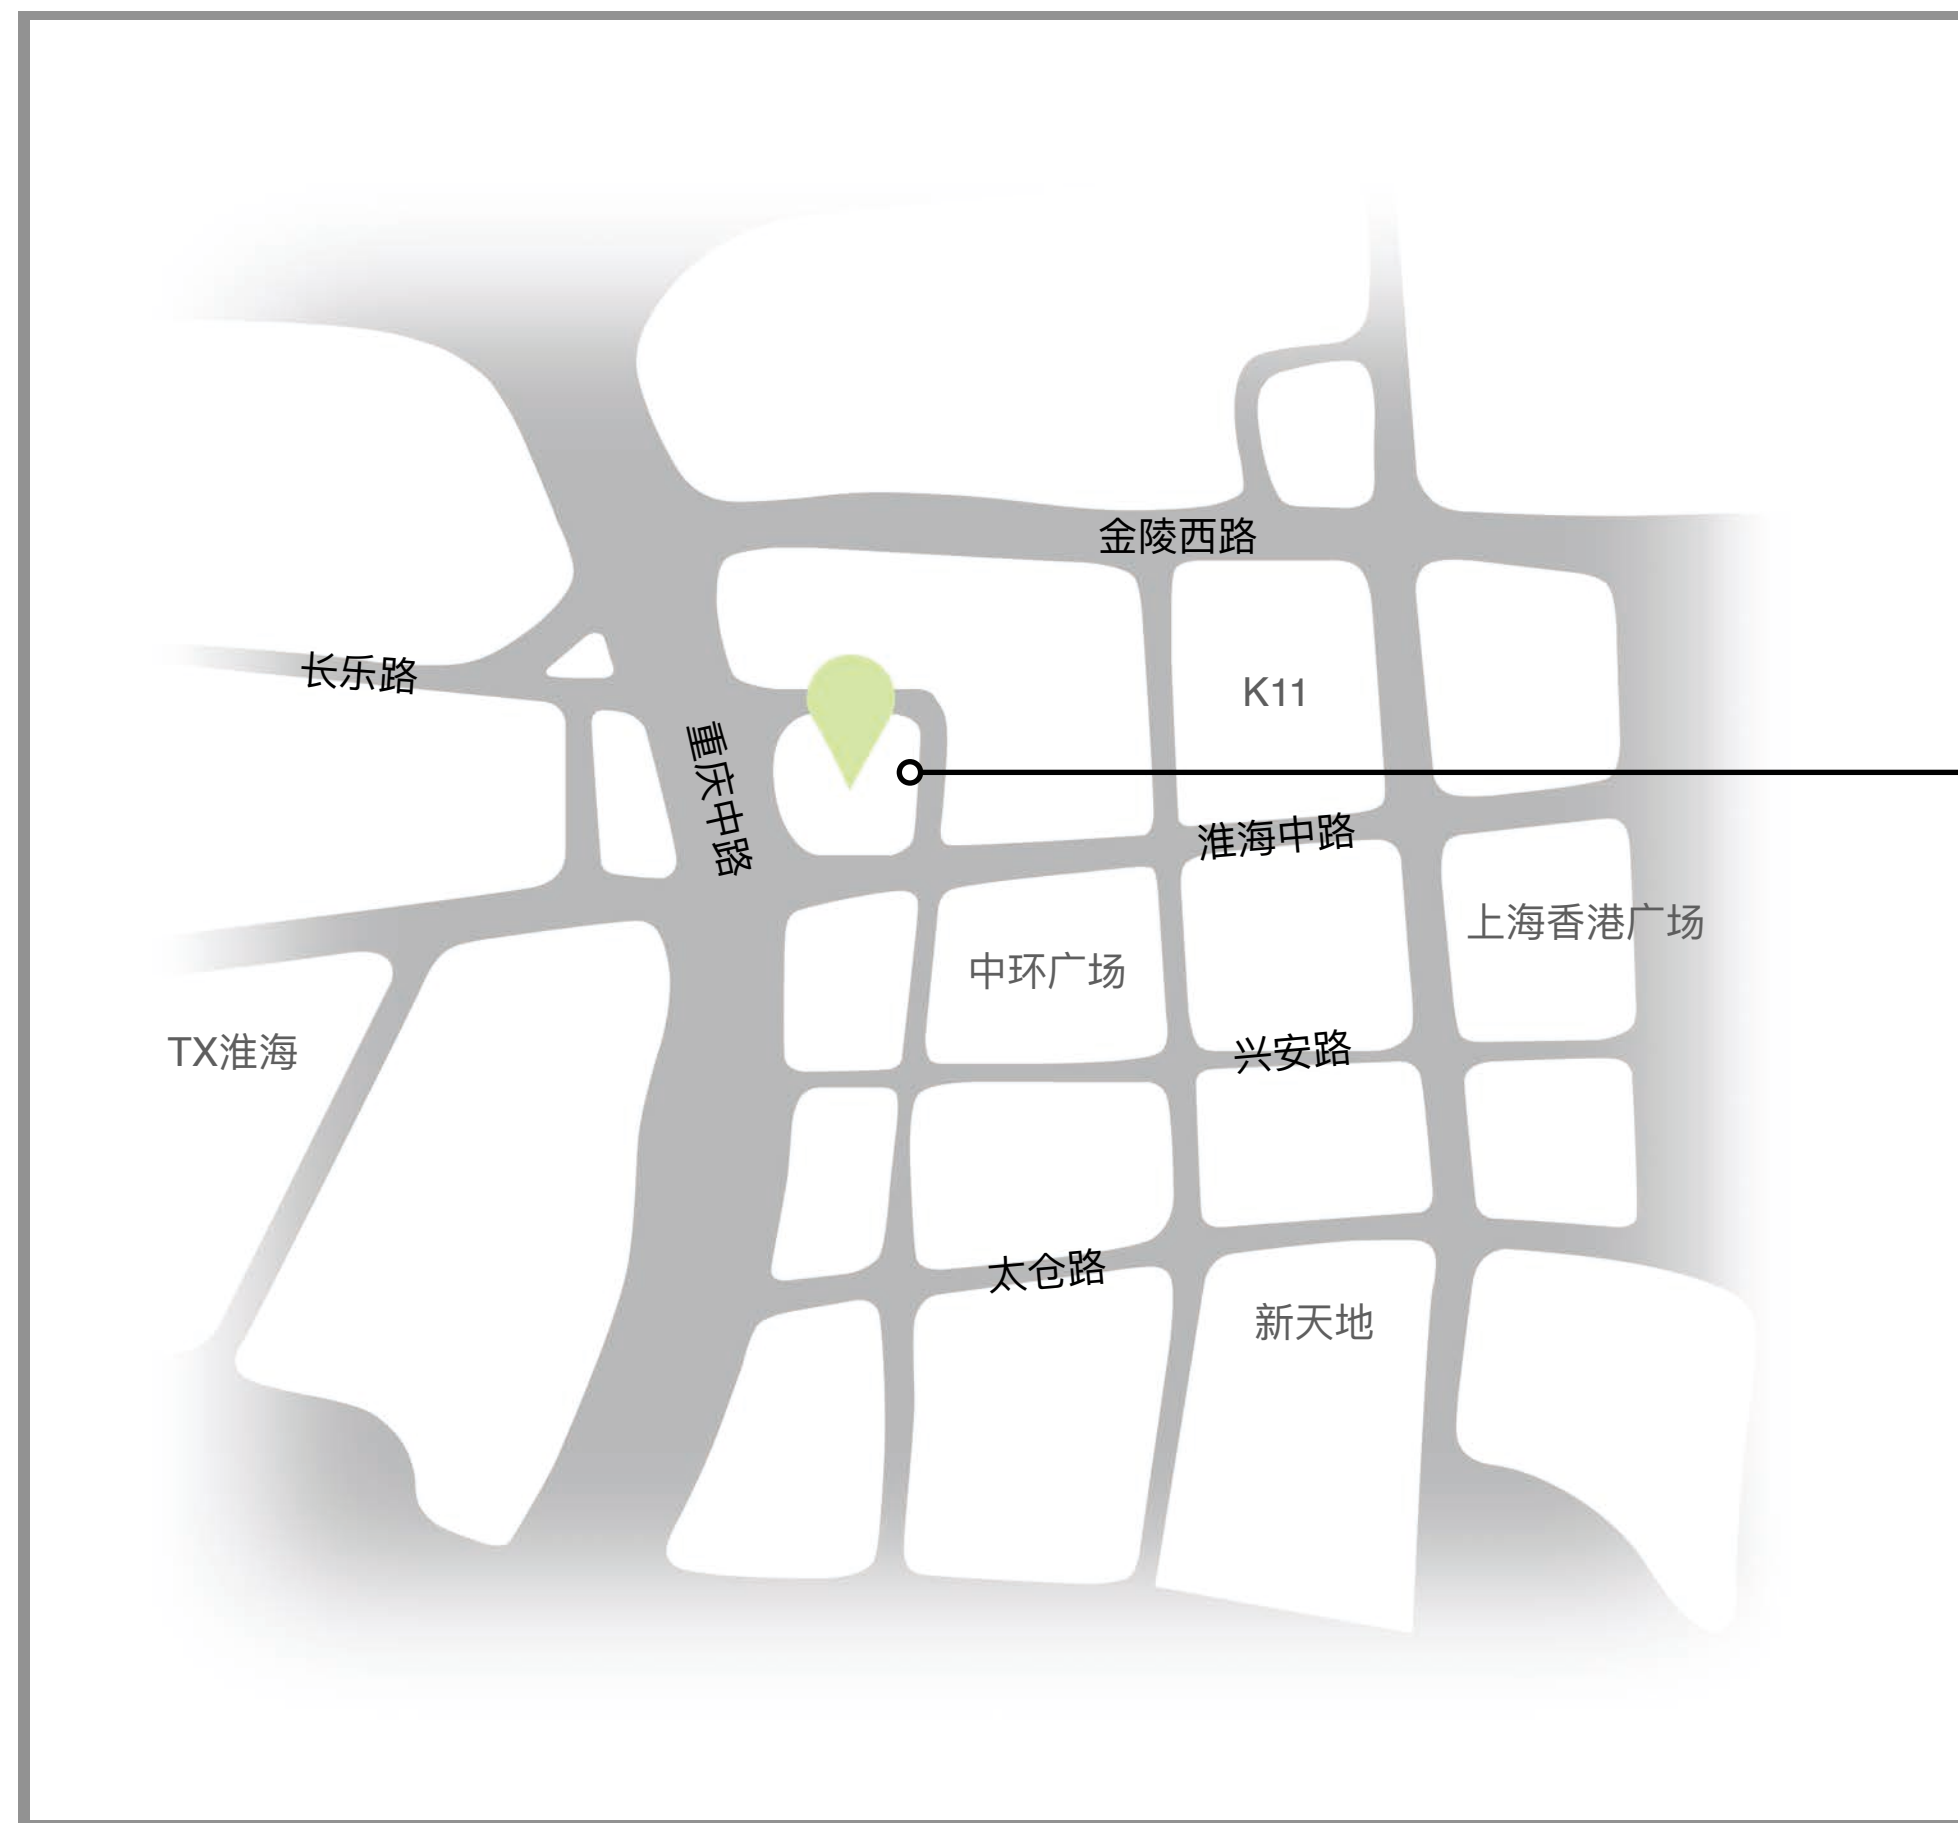 金陵西路
长乐路
K11
重庆中路
淮海中路
上海香港广场
中环广场
TX淮海
兴安路
太仓路
新天地